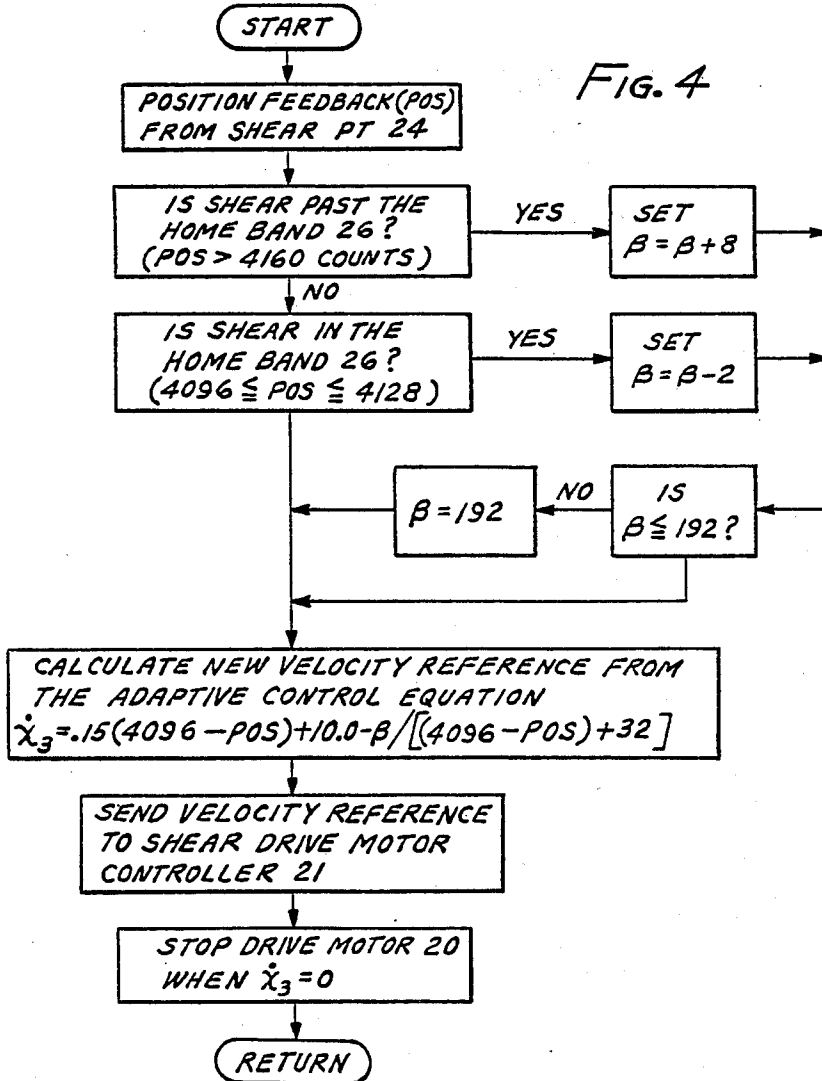 START
FIG. 4
POSITION FEEDBACK (POS)
FROM SHEAR PT 24
IS SHEAR PAST THE
HOME BAND 26?
(POS > 4160 COUNTS)
YES
SET
β = β + 8
NO
IS SHEAR IN THE
HOME BAND 26?
(4096 ≦ POS ≦ 4128)
YES
SET
β = β - 2
IS
β ≦ 192?
NO
β = 192
CALCULATE NEW VELOCITY REFERENCE FROM
THE ADAPTIVE CONTROL EQUATION
ẋ₃ = .15(4096 - POS) + 10.0 - β/[(4096 - POS) + 32]
SEND VELOCITY REFERENCE
TO SHEAR DRIVE MOTOR
CONTROLLER 21
STOP DRIVE MOTOR 20
WHEN ẋ₃ = 0
RETURN